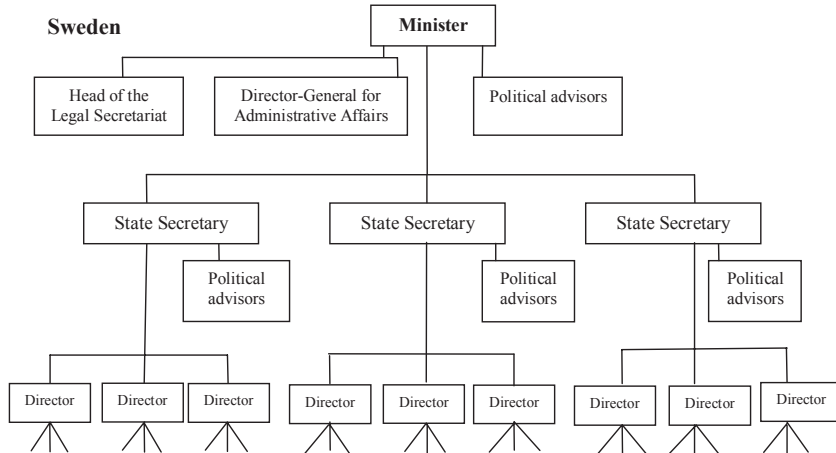 Sweden
Minister
Head of the
Legal Secretariat
Director-General for
Administrative Affairs
Political advisors
State Secretary
State Secretary
State Secretary
Political
advisors
Political
advisors
Political
advisors
Director
Director
Director
Director
Director
Director
Director
Director
Director